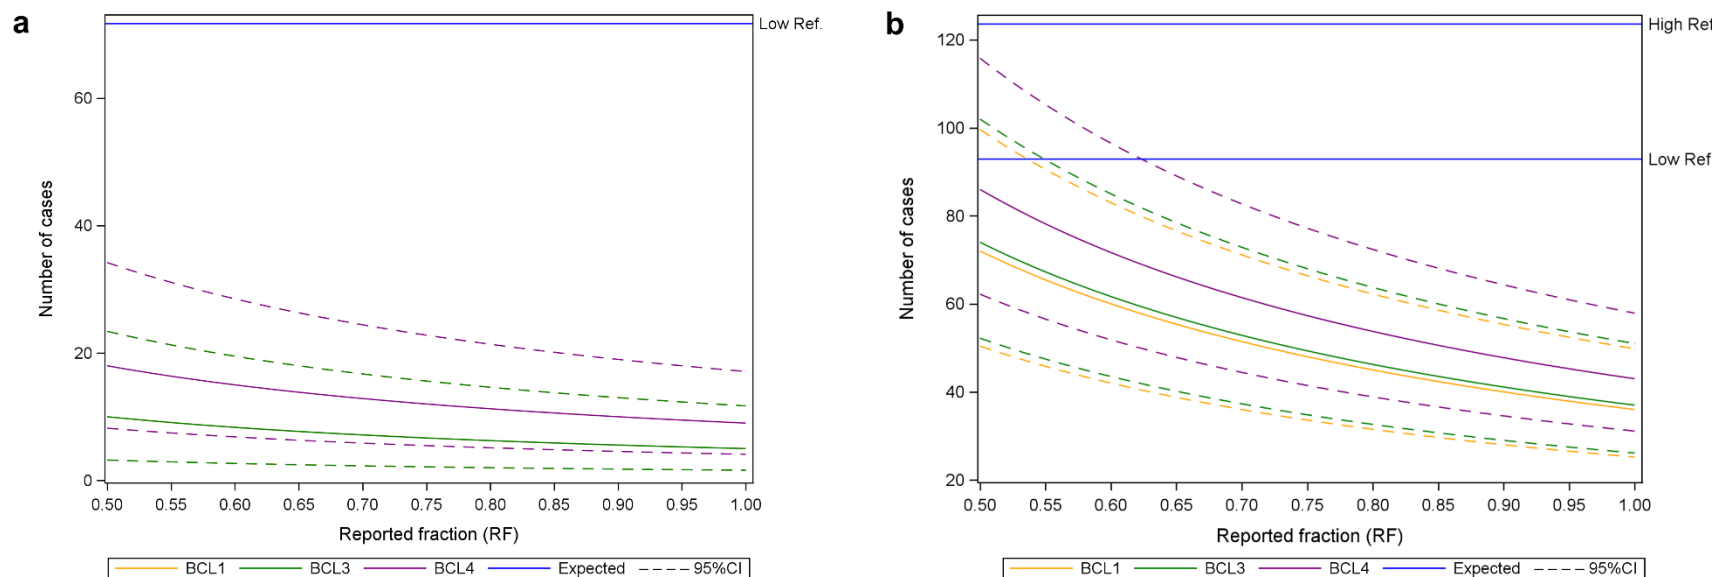 a
Low Ref.
60
40
20
0
Number of cases
0.50 0.55 0.60 0.65 0.70 0.75 0.80 0.85 0.90 0.95 1.00
Reported fraction (RF)
BCL1 BCL3 BCL4 Expected 95%CI
b
High Ref
120
100
Low Ref
80
60
40
20
Number of cases
0.50 0.55 0.60 0.65 0.70 0.75 0.80 0.85 0.90 0.95 1.00
Reported fraction (RF)
BCL1 BCL3 BCL4 Expected 95%CI